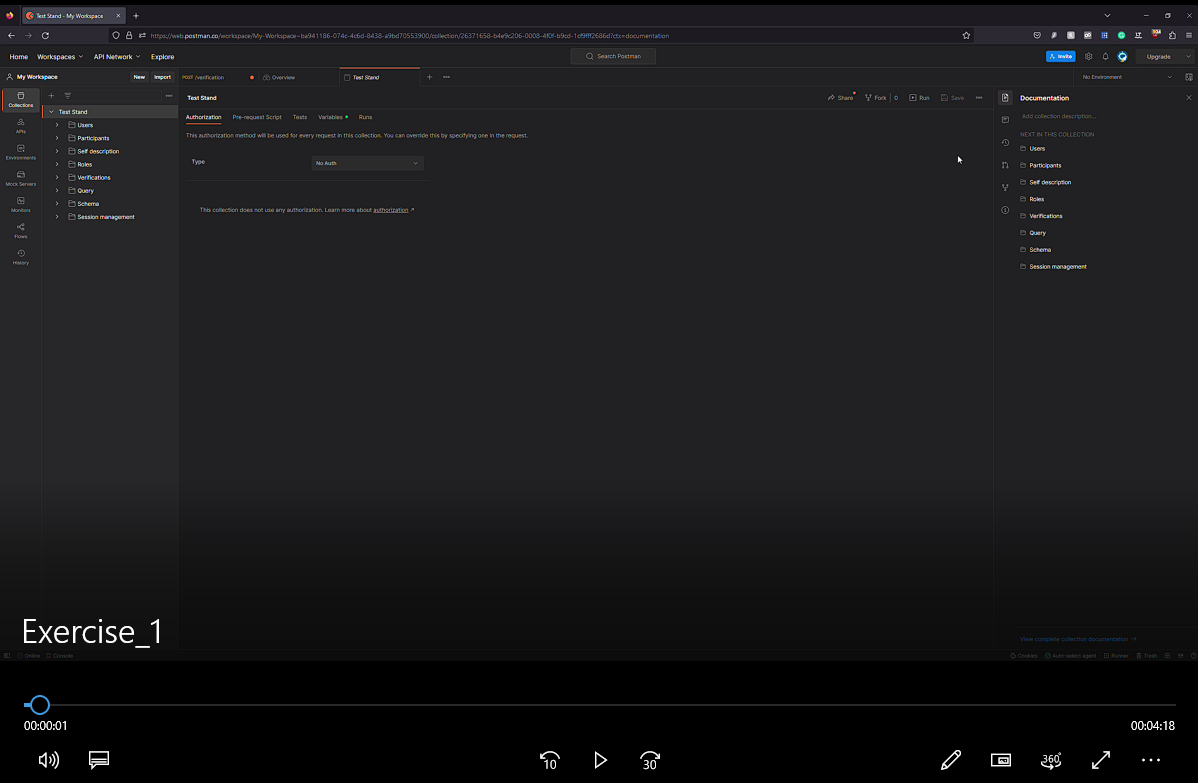 Test Stand - My Workspace
https://web.postman.co/workspace/My-Workspace~ba941186-074c-4c6d-8438-a9bd70553900/collection/26371658-b4e9c206-0008-4f0f-b9cd-1cf9fff2686d?ctx=documentation
Home Workspaces API Network Explore Search Postman Invite Upgrade
My Workspace New Import POST /verification Overview Test Stand No Environment
Collections
APIs
Environments
Mock Servers
Monitors
Flows
History
Test Stand
Users
Participants
Self description
Roles
Verifications
Query
Schema
Session management
Test Stand Share Fork 0 Run Save
Authorization Pre-request Script Tests Variables Runs
This authorization method will be used for every request in this collection. You can override this by specifying one in the request.
Type No Auth
This collection does not use any authorization. Learn more about authorization
Documentation
Add collection description...
NEXT IN THIS COLLECTION
Users
Participants
Self description
Roles
Verifications
Query
Schema
Session management
View complete collection documentation
Exercise_1
Online Console Cookies Auto-select agent Runner Trash
00:00:01 00:04:18
10 30 360°